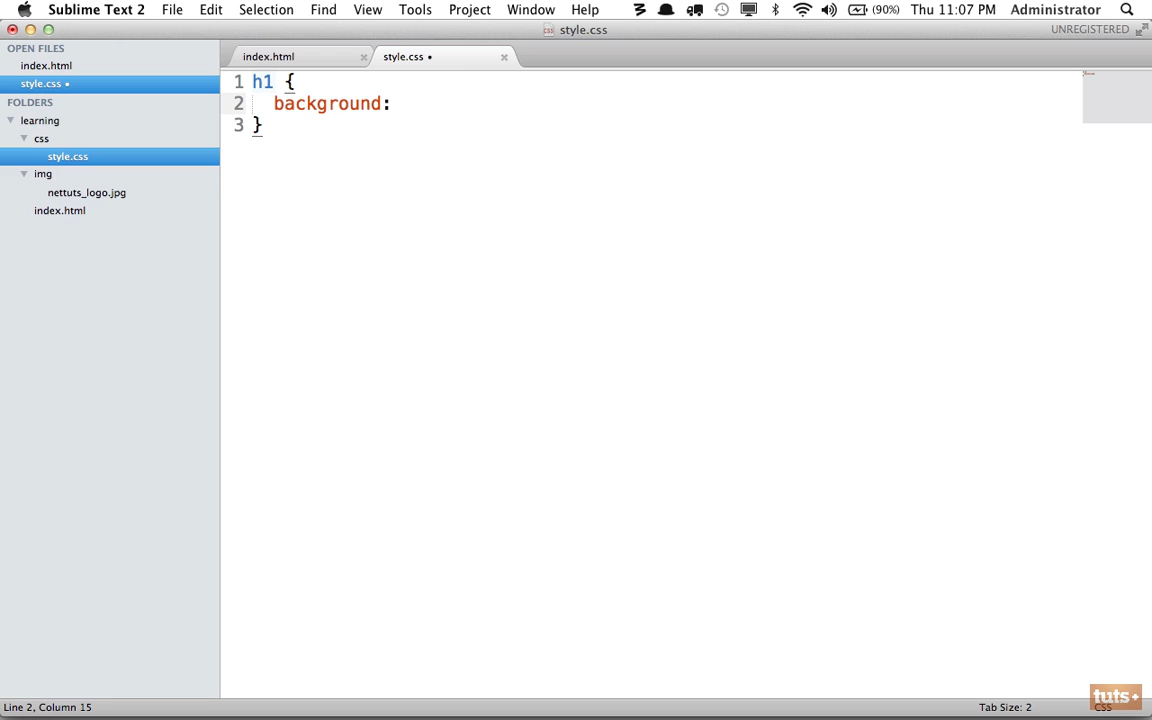 Sublime Text 2 File Edit Selection Find View Tools Project Window Help (90%) Thu 11:07 PM Administrator
style.css UNREGISTERED
OPEN FILES
index.html
style.css •
FOLDERS
learning
css
style.css
img
nettuts_logo.jpg
index.html
index.html × style.css • ×
1 h1 {
2 background:
3 }
Line 2, Column 15 Tab Size: 2 CSS
tuts+